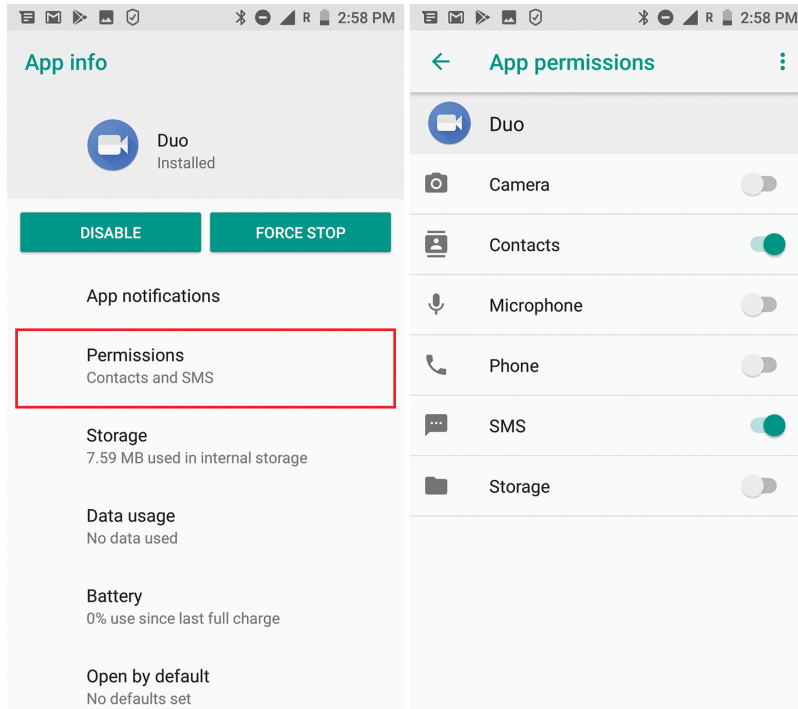 R 2:58 PM
App info
Duo
Installed
DISABLE FORCE STOP
App notifications
Permissions
Contacts and SMS
Storage
7.59 MB used in internal storage
Data usage
No data used
Battery
0% use since last full charge
Open by default
No defaults set
R 2:58 PM
App permissions
Duo
Camera
Contacts
Microphone
Phone
SMS
Storage